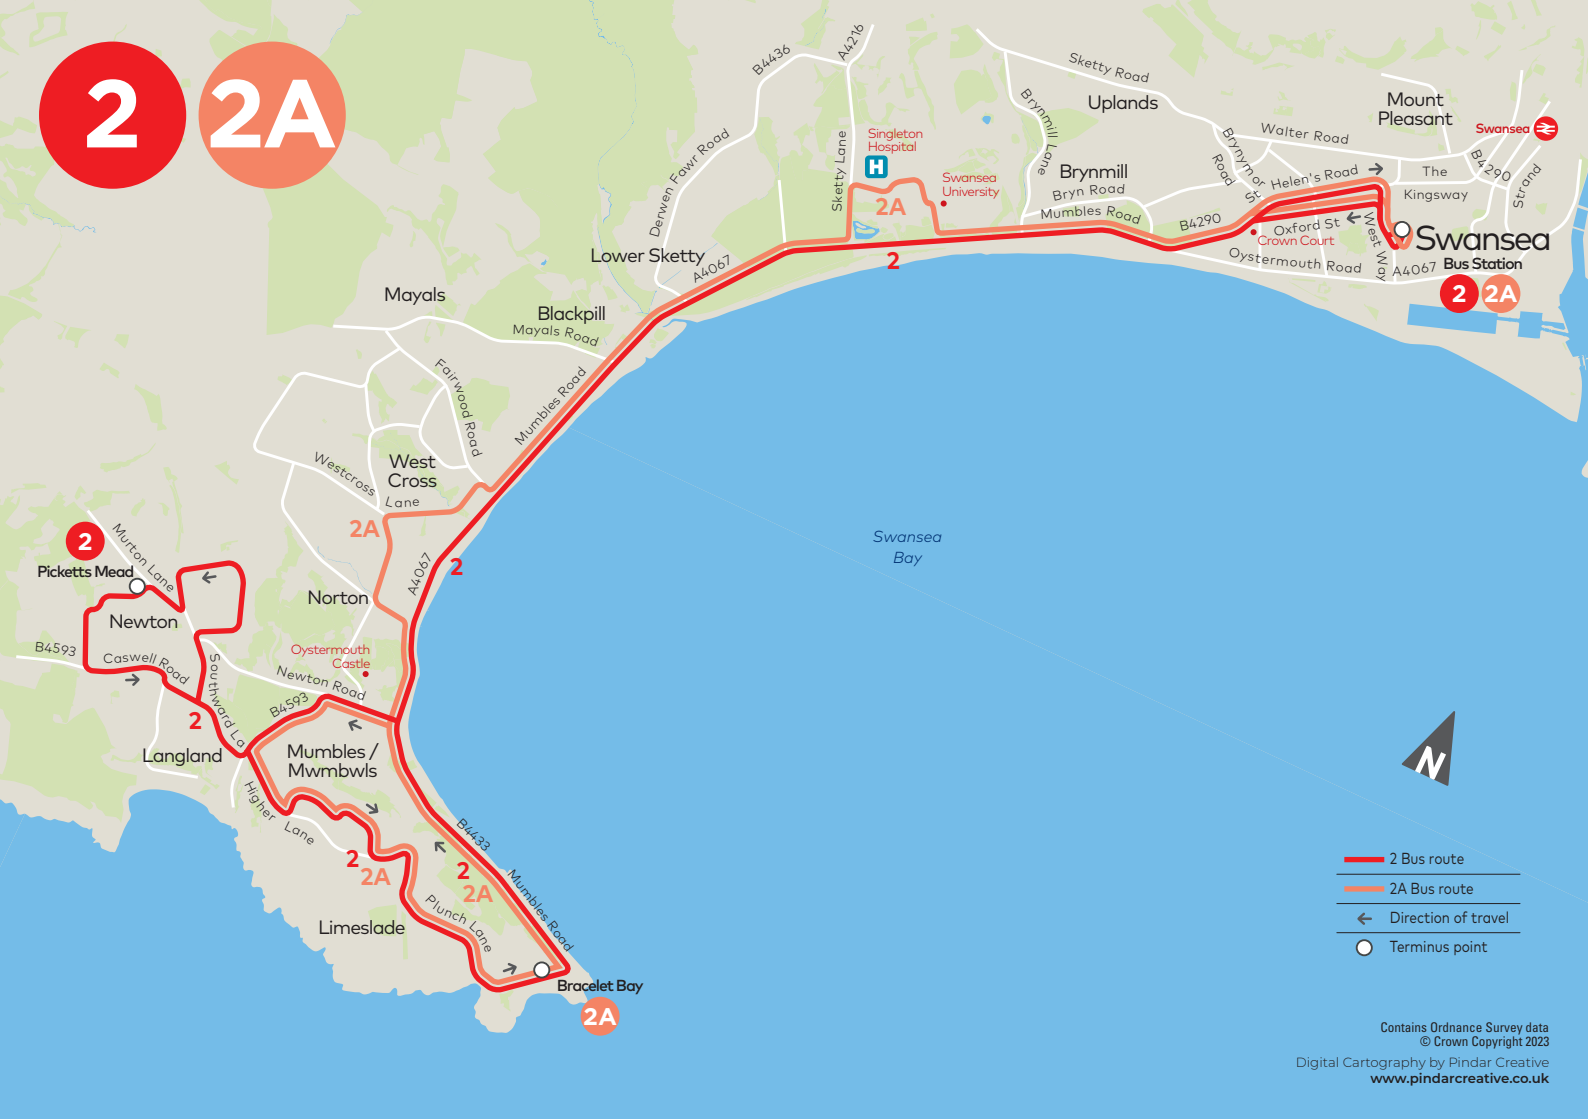 2
2A
B4436
A4216
Sketty Road
Uplands
Mount
Pleasant
Swansea
Brynmill Lane
Walter Road
Brynymor
Road
B4290
Strand
Singleton
Hospital
H
Sketty Lane
Derwen Fawr Road
Swansea
University
2A
Brynmill
Bryn Road
Mumbles Road
B4290
St Helen's Road
The
Kingsway
Oxford St
Crown Court
West Way
Oystermouth Road
A4067
Swansea
Bus Station
2
2A
2
Lower Sketty
A4067
Mayals
Blackpill
Mayals Road
Fairwood Road
Mumbles Road
West
Cross
Westcross
Lane
2A
A4067
2
Swansea
Bay
2
Picketts Mead
Murton Lane
Newton
B4593
Caswell Road
Norton
Oystermouth
Castle
Newton Road
B4593
Southward La
2
Langland
Mumbles /
Mwmbwls
Higher Lane
2
2A
B4433
2
2A
Mumbles Road
Plunch Lane
Limeslade
Bracelet Bay
2A
N
2 Bus route
2A Bus route
Direction of travel
Terminus point
Contains Ordnance Survey data
© Crown Copyright 2023
Digital Cartography by Pindar Creative
www.pindarcreative.co.uk